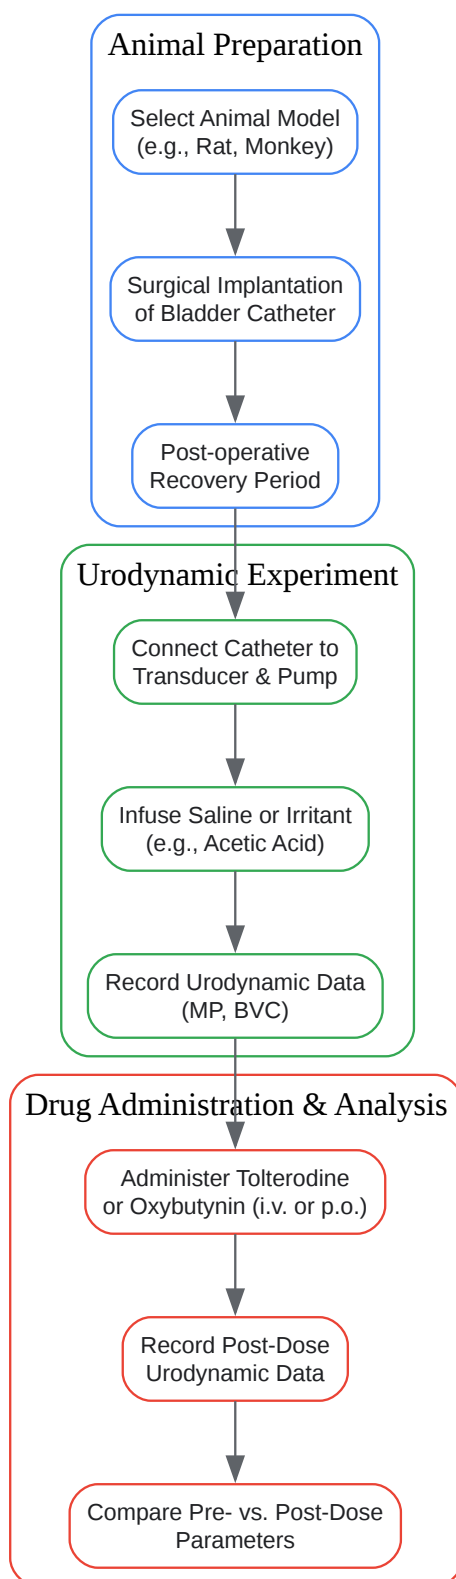 Animal Preparation
Select Animal Model
(e.g., Rat, Monkey)
Surgical Implantation
of Bladder Catheter
Post-operative
Recovery Period
Urodynamic Experiment
Connect Catheter to
Transducer & Pump
Infuse Saline or Irritant
(e.g., Acetic Acid)
Record Urodynamic Data
(MP, BVC)
Drug Administration & Analysis
Administer Tolterodine
or Oxybutynin (i.v. or p.o.)
Record Post-Dose
Urodynamic Data
Compare Pre- vs. Post-Dose
Parameters